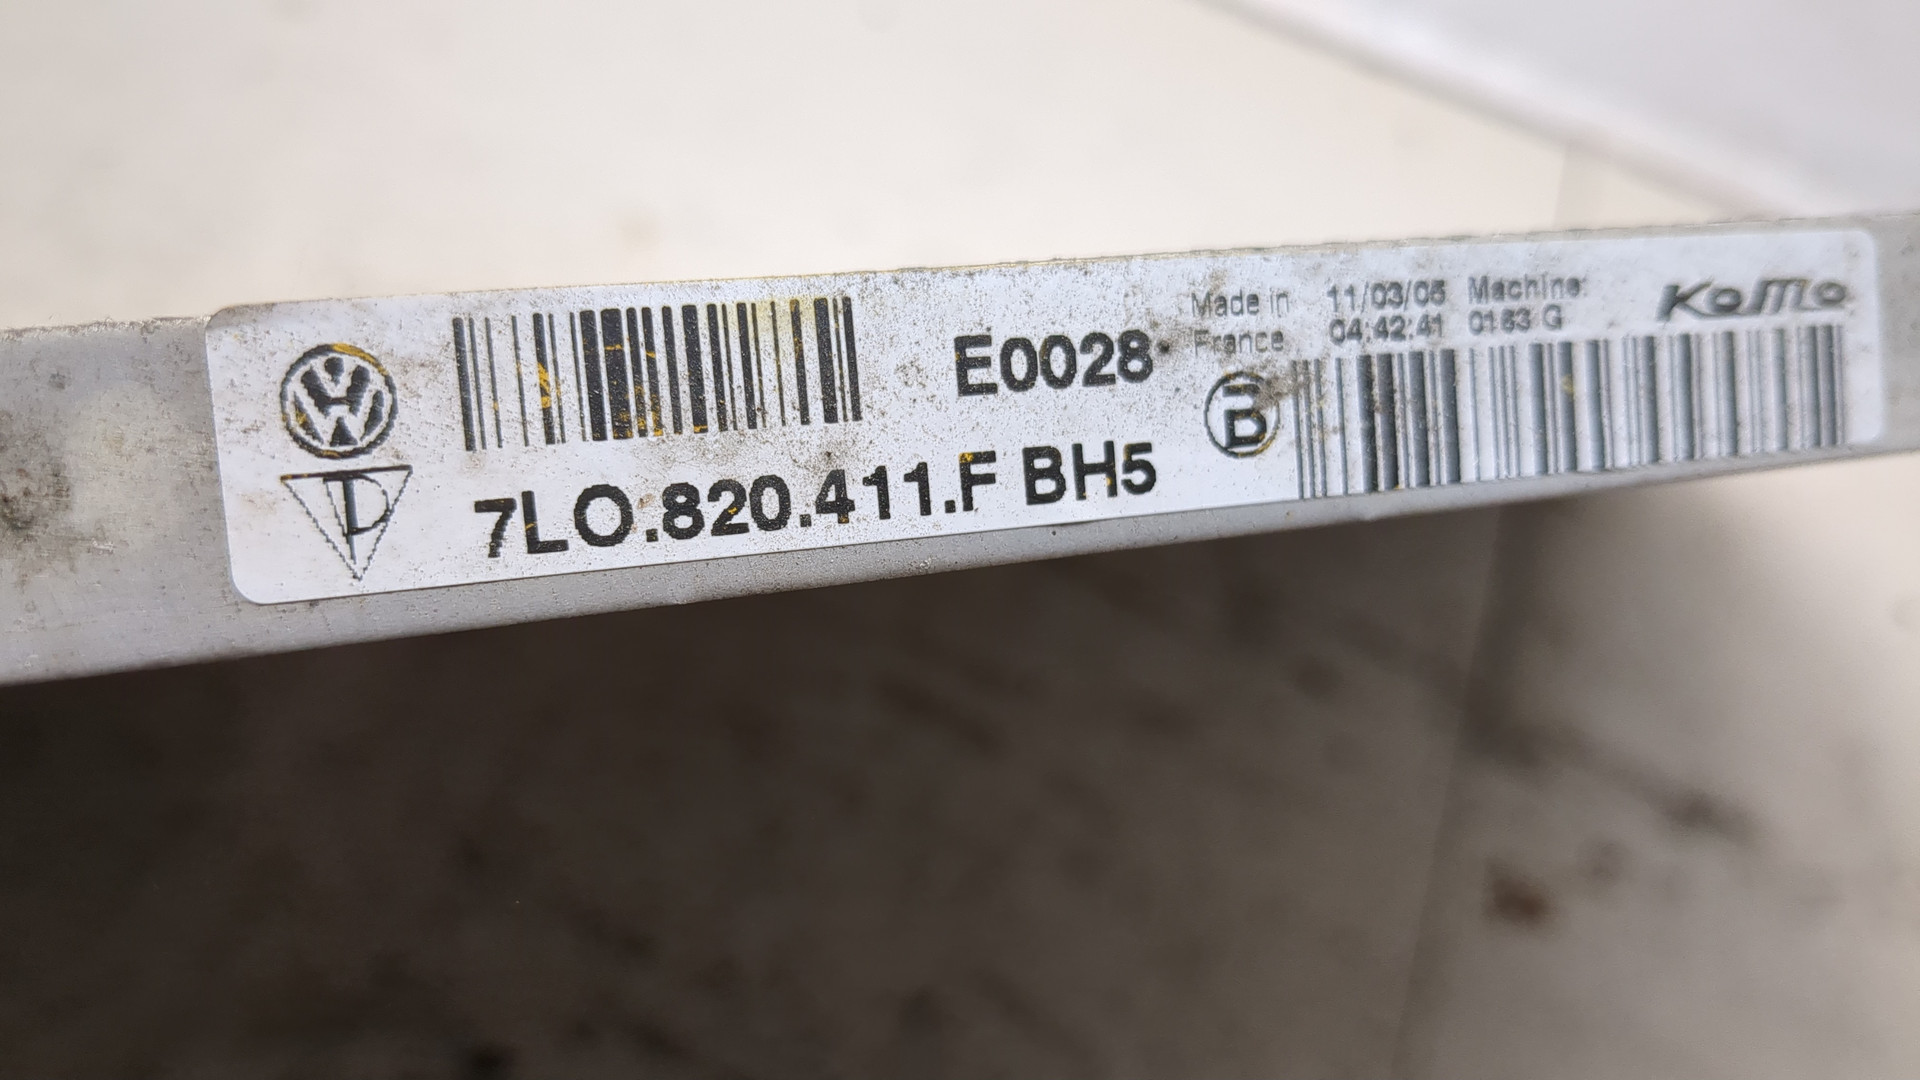 E0028
7LO.820.411.F BH5
Made in
France
11/03/05 Machine:
04:42:41 0163 G
B
KoMo